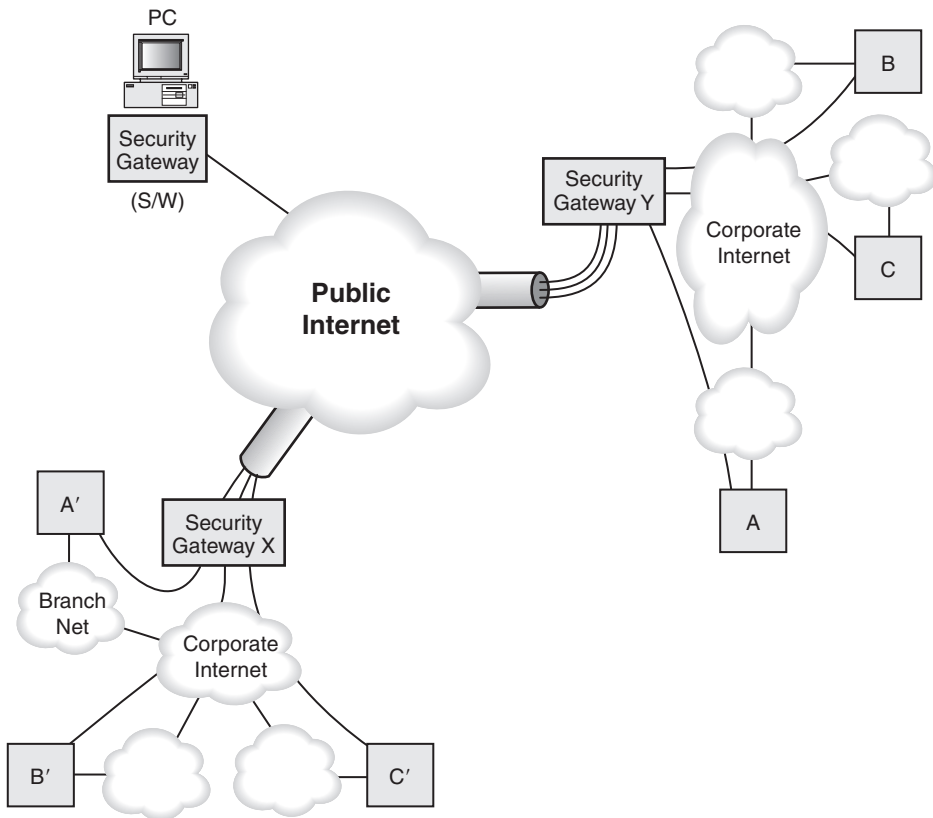 PC
Security
Gateway
(S/W)
Public
Internet
Security
Gateway Y
Corporate
Internet
B
C
A
A′
Security
Gateway X
Branch
Net
Corporate
Internet
B′
C′